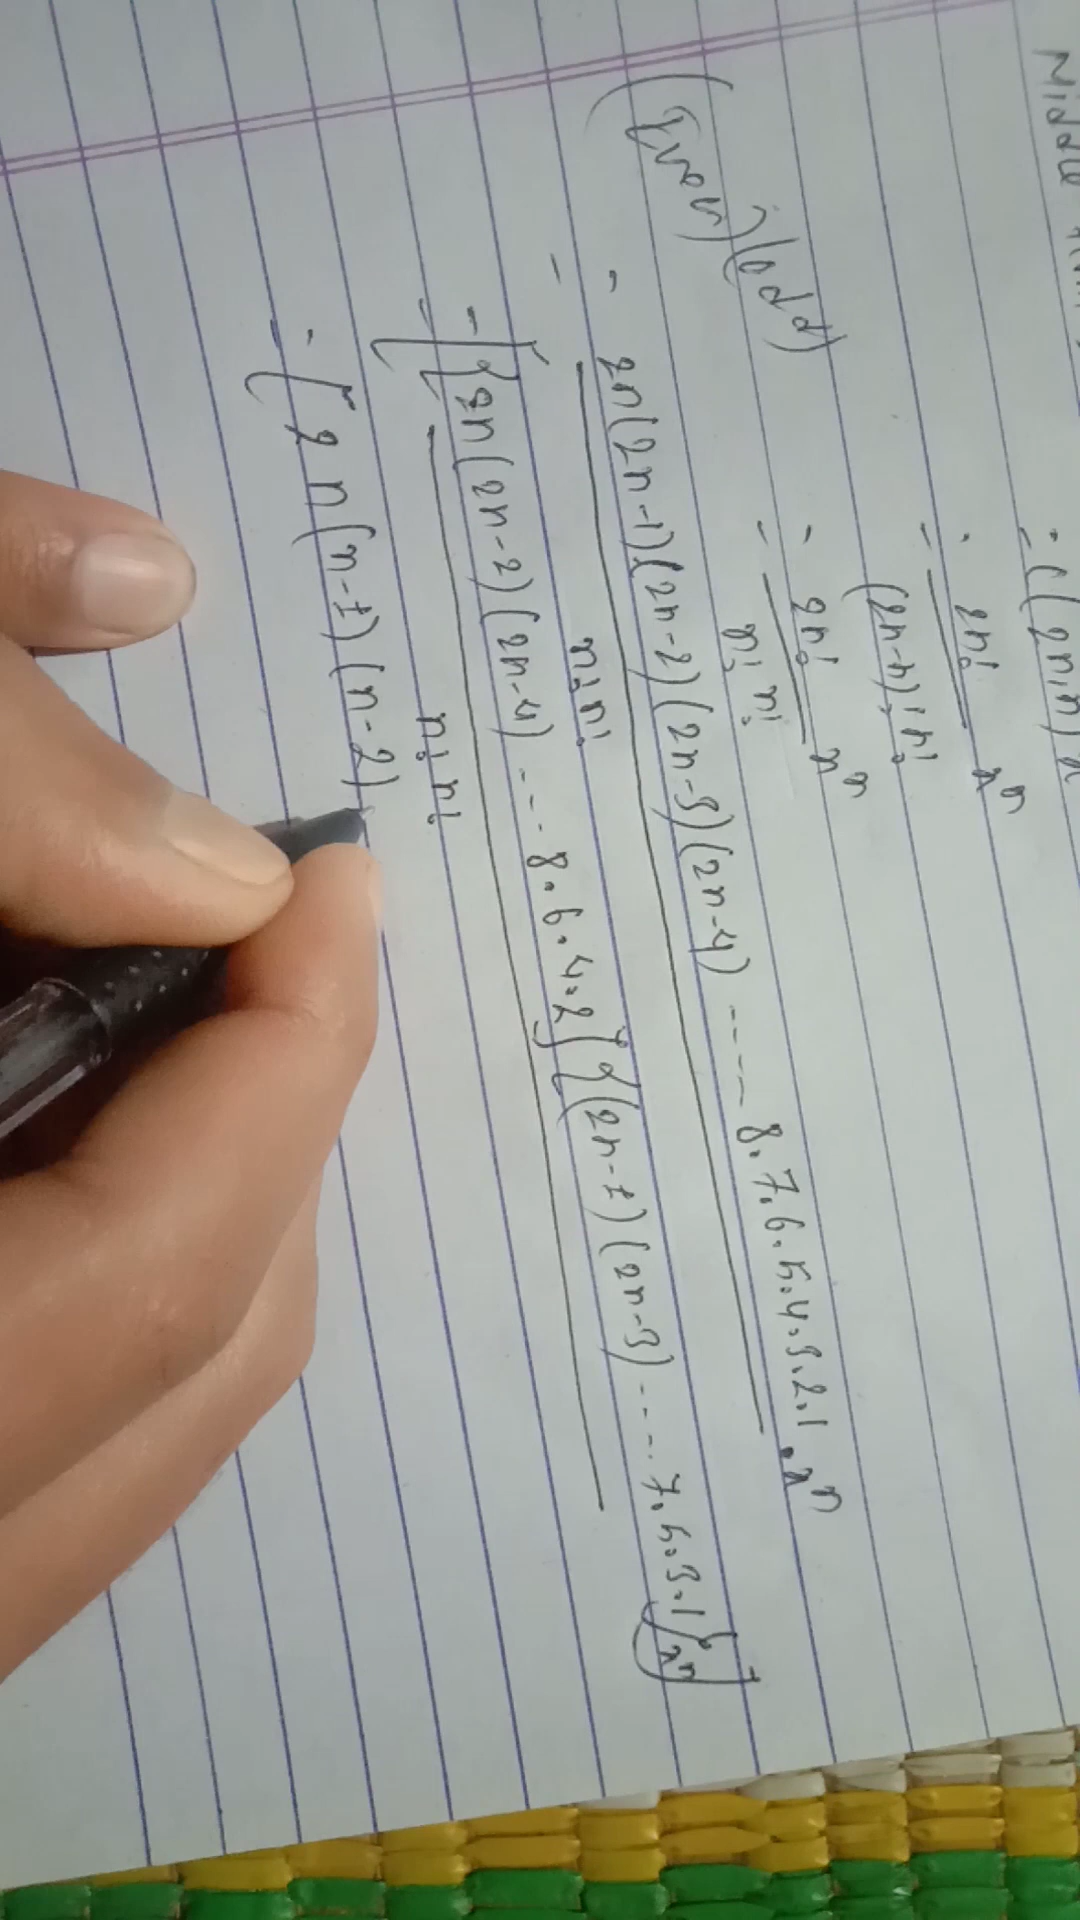 Middle
= C(2n,n) x
= 2n! / (2n-n)! n! x^n
= 2n! / n! n! x^n
(Even) (odd)
= 2n(2n-1)(2n-2)(2n-3)(2n-4) ----- 8.7.6.5.4.3.2.1 . x^n / n! n!
= [{2n(2n-2)(2n-4) --- 8.6.4.2}{(2n-1)(2n-3) ---- 7.5.3.1} x^n] / n! n!
= [2n(n-1)(n-2)